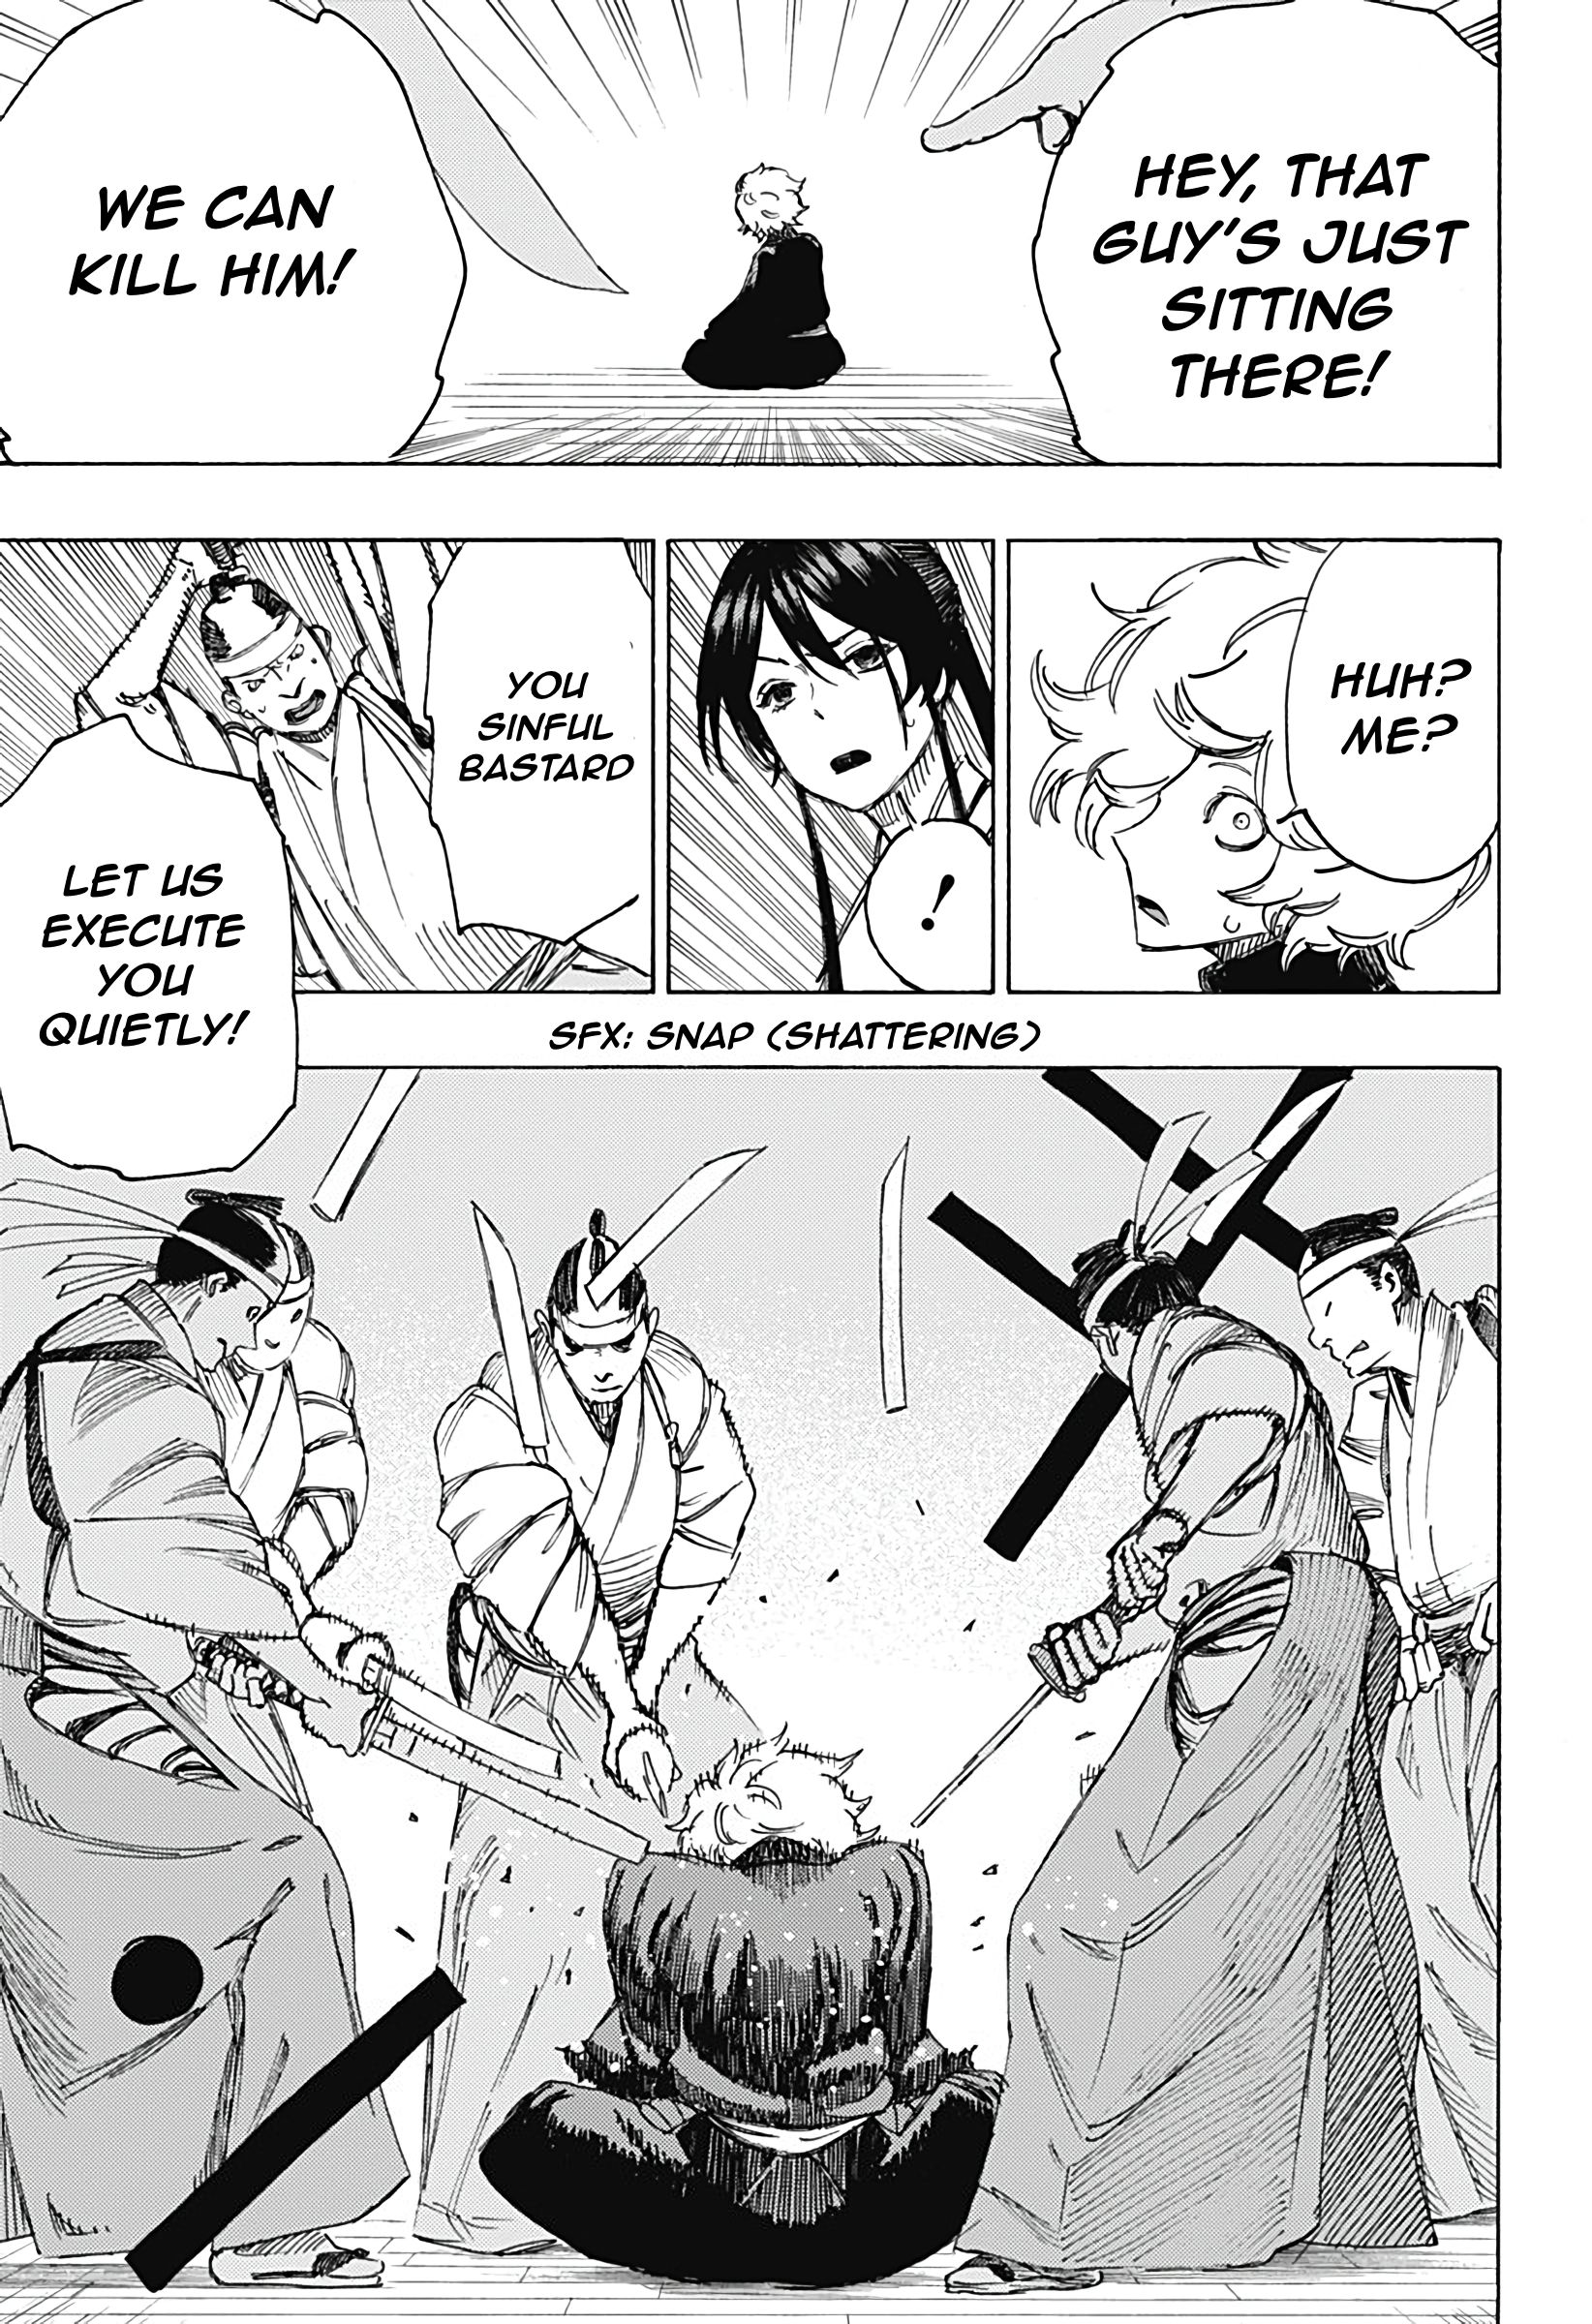 HEY, THAT
GUY'S JUST
SITTING
THERE!
WE CAN
KILL HIM!
HUH?
ME?
!
YOU
SINFUL
BASTARD
LET US
EXECUTE
YOU
QUIETLY!
SFX: SNAP (SHATTERING)